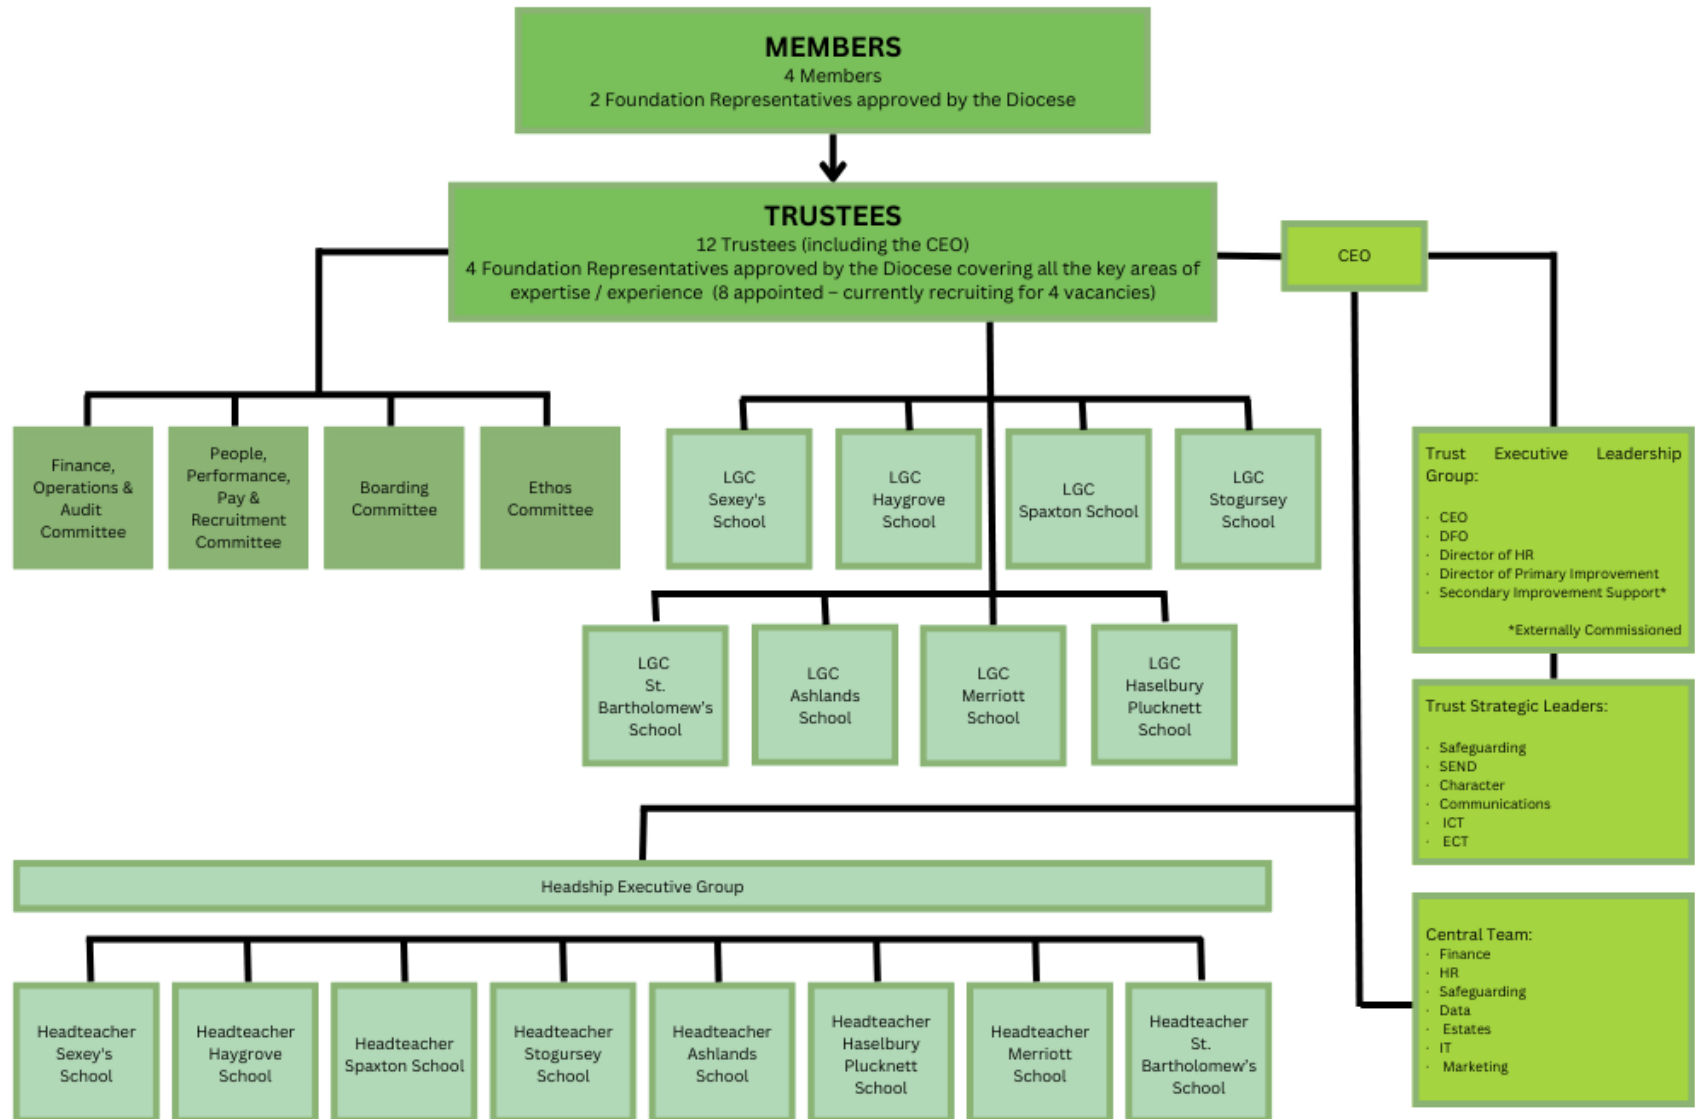 MEMBERS
4 Members
2 Foundation Representatives approved by the Diocese
TRUSTEES
12 Trustees (including the CEO)
4 Foundation Representatives approved by the Diocese covering all the key areas of
expertise / experience (8 appointed – currently recruiting for 4 vacancies)
CEO
Finance,
Operations &
Audit
Committee
People,
Performance,
Pay &
Recruitment
Committee
Boarding
Committee
Ethos
Committee
LGC
Sexey's
School
LGC
Haygrove
School
LGC
Spaxton School
LGC
Stogursey
School
LGC
St.
Bartholomew's
School
LGC
Ashlands
School
LGC
Merriott
School
LGC
Haselbury
Plucknett
School
Trust Executive Leadership
Group:
· CEO
· DFO
· Director of HR
· Director of Primary Improvement
· Secondary Improvement Support*
*Externally Commissioned
Trust Strategic Leaders:
· Safeguarding
· SEND
· Character
· Communications
· ICT
· ECT
Central Team:
· Finance
· HR
· Safeguarding
· Data
· Estates
· IT
· Marketing
Headship Executive Group
Headteacher
Sexey's
School
Headteacher
Haygrove
School
Headteacher
Spaxton School
Headteacher
Stogursey
School
Headteacher
Ashlands
School
Headteacher
Haselbury
Plucknett
School
Headteacher
Merriott
School
Headteacher
St.
Bartholomew's
School